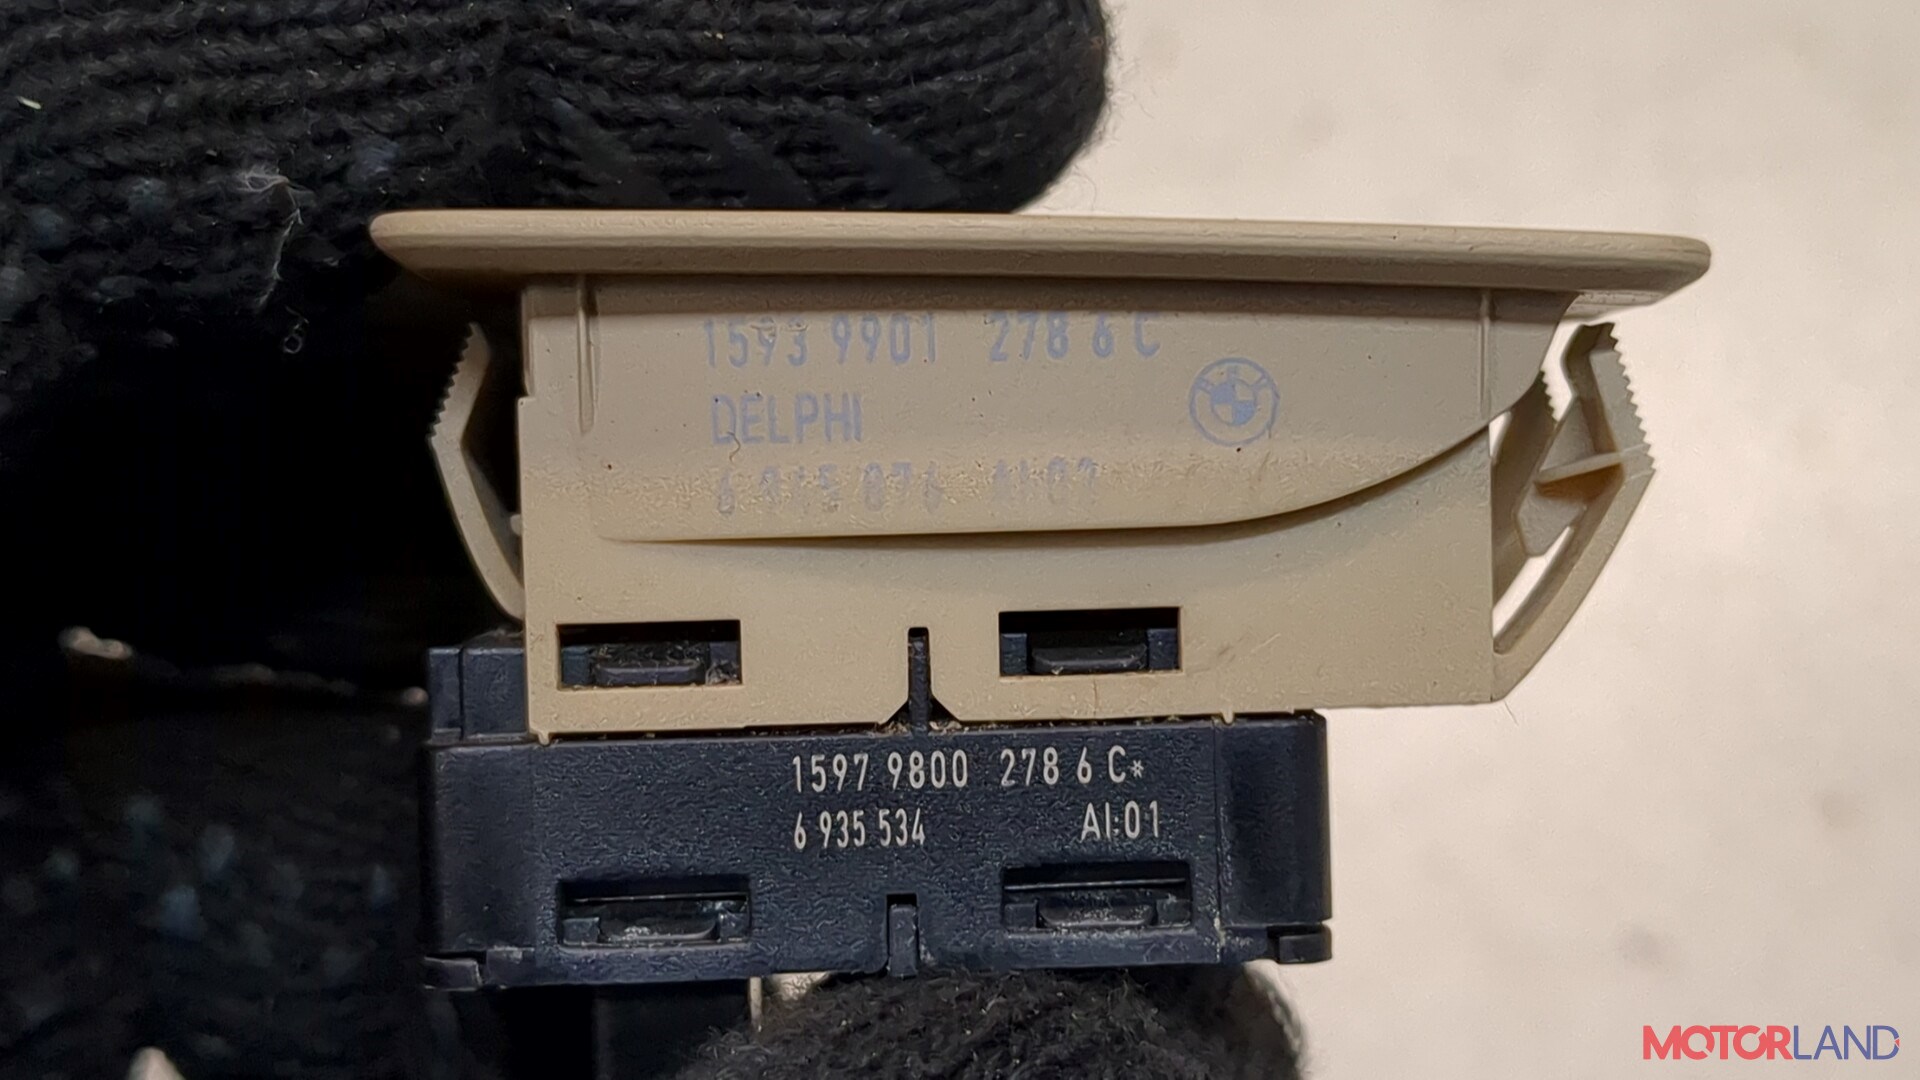 1593 9901 278 6 C
DELPHI
1597 9800 278 6 C*
6 935 534 AI:01
MOTORLAND